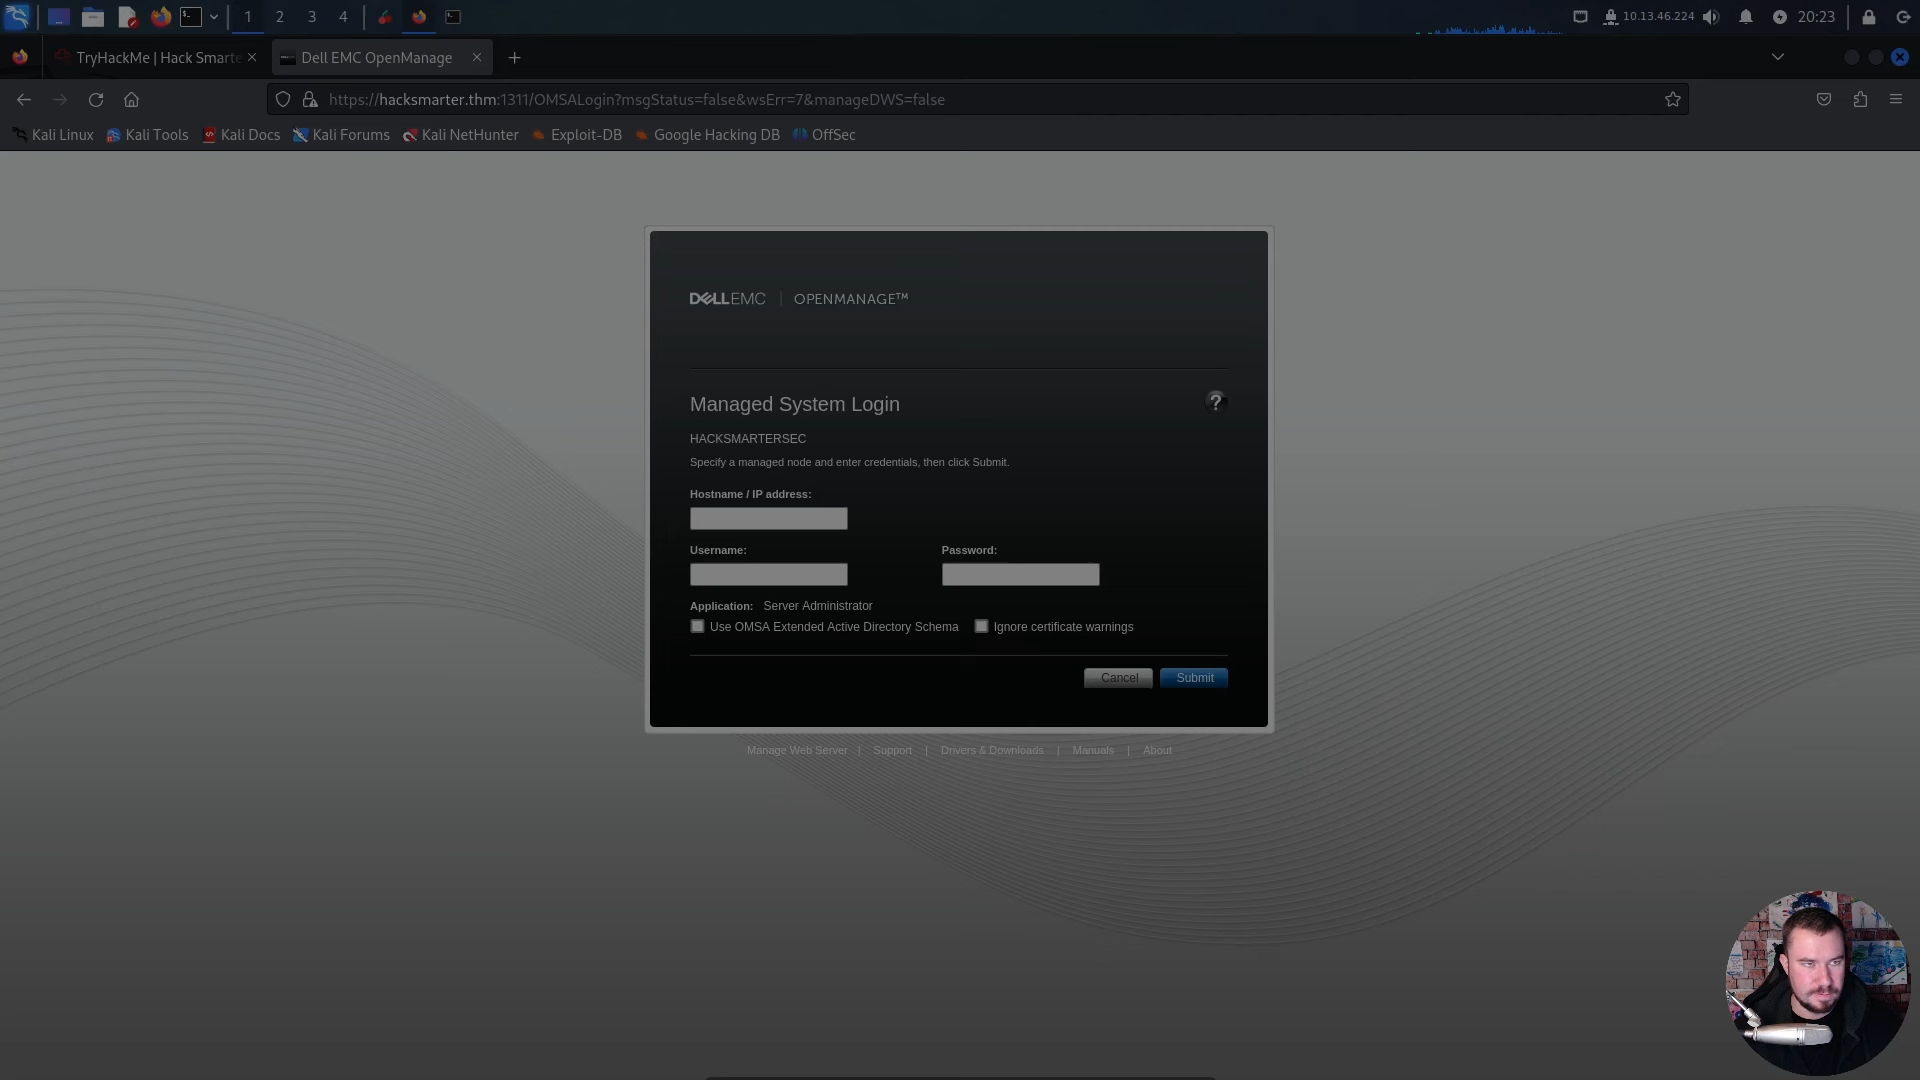 1 2 3 4 10.13.46.224 20:23
TryHackMe | Hack Smarte Dell EMC OpenManage
https://hacksmarter.thm:1311/OMSALogin?msgStatus=false&wsErr=7&manageDWS=false
Kali Linux Kali Tools Kali Docs Kali Forums Kali NetHunter Exploit-DB Google Hacking DB OffSec
DELLEMC | OPENMANAGE™
Managed System Login ?
HACKSMARTERSEC
Specify a managed node and enter credentials, then click Submit.
Hostname / IP address:
Username: Password:
Application: Server Administrator
Use OMSA Extended Active Directory Schema Ignore certificate warnings
Cancel Submit
Manage Web Server | Support | Drivers & Downloads | Manuals | About